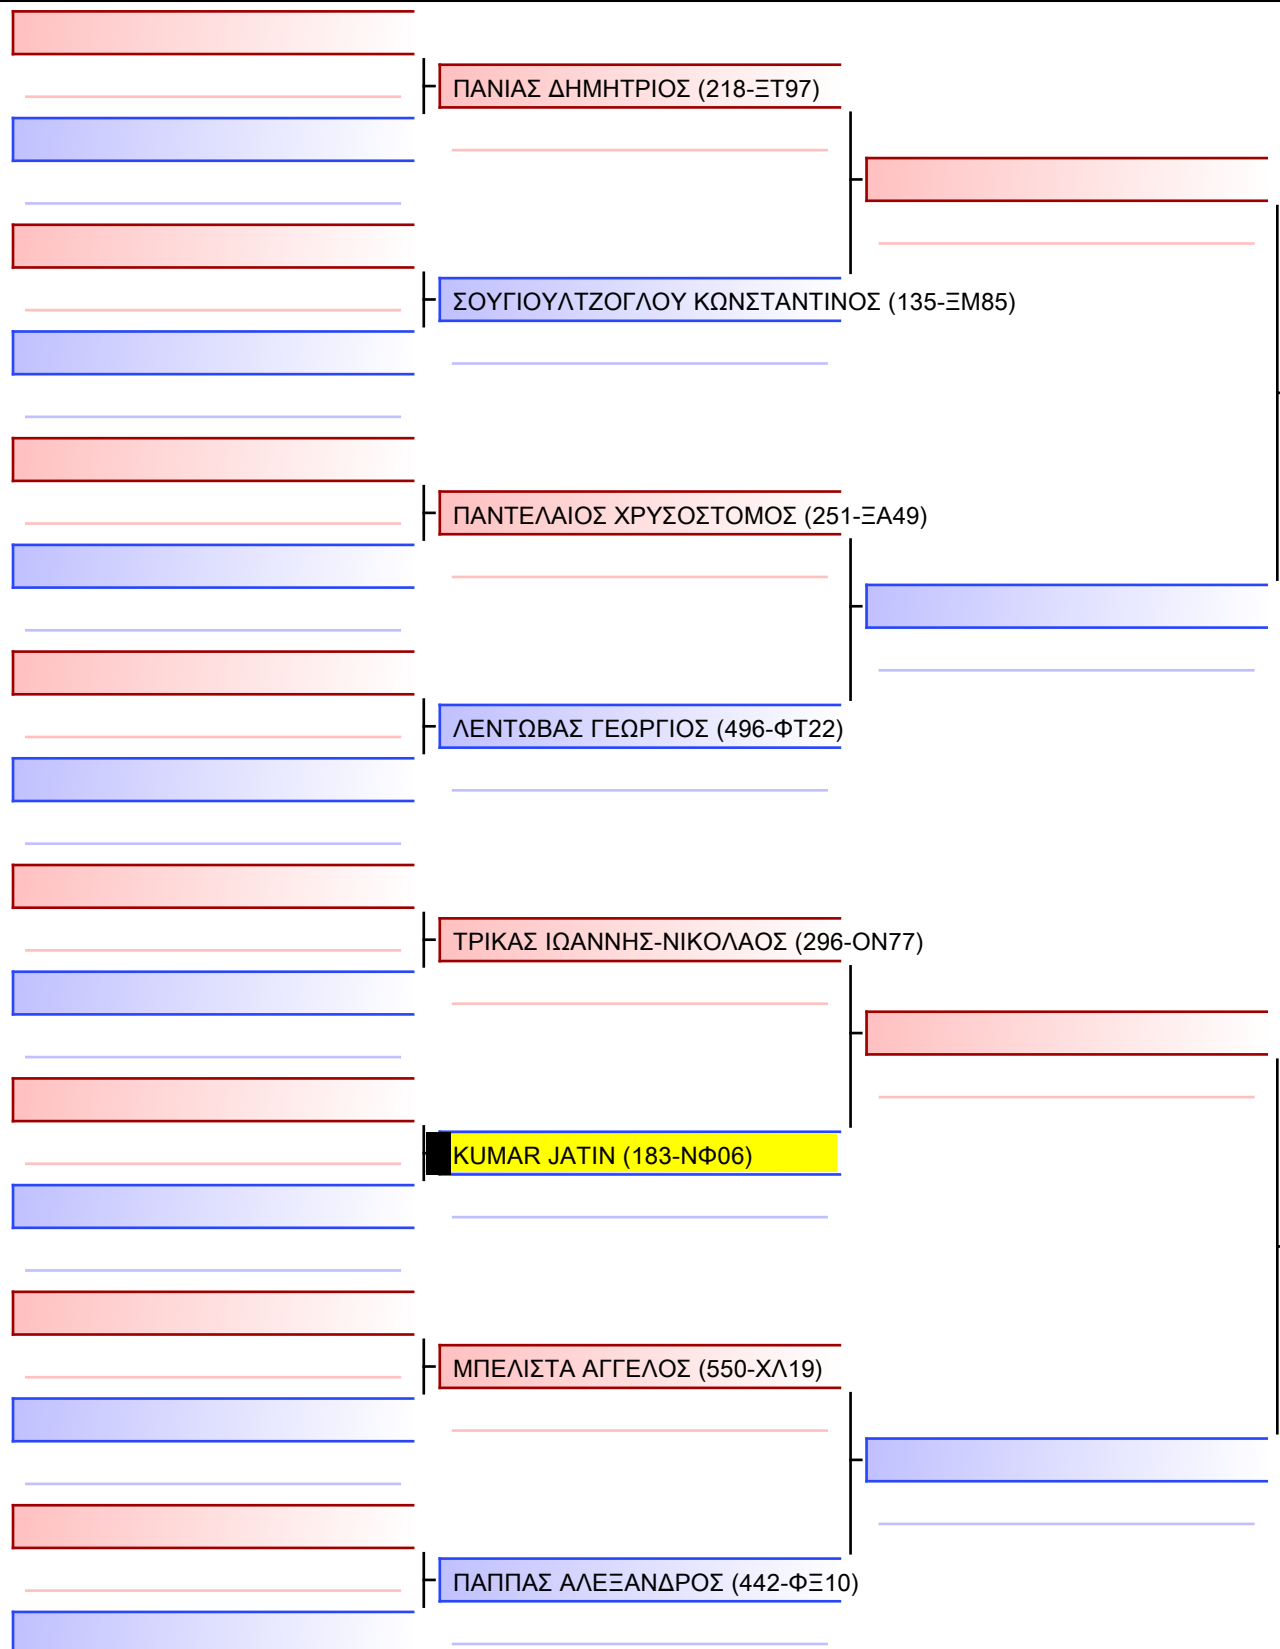 ΠΑΝΙΑΣ ΔΗΜΗΤΡΙΟΣ (218-ΞΤ97)
ΣΟΥΓΙΟΥΛΤΖΟΓΛΟΥ ΚΩΝΣΤΑΝΤΙΝΟΣ (135-ΞΜ85)
ΠΑΝΤΕΛΑΙΟΣ ΧΡΥΣΟΣΤΟΜΟΣ (251-ΞΑ49)
ΛΕΝΤΩΒΑΣ ΓΕΩΡΓΙΟΣ (496-ΦΤ22)
ΤΡΙΚΑΣ ΙΩΑΝΝΗΣ-ΝΙΚΟΛΑΟΣ (296-ΟΝ77)
KUMAR JATIN (183-ΝΦ06)
ΜΠΕΛΙΣΤΑ ΑΓΓΕΛΟΣ (550-ΧΛ19)
ΠΑΠΠΑΣ ΑΛΕΞΑΝΔΡΟΣ (442-ΦΞ10)